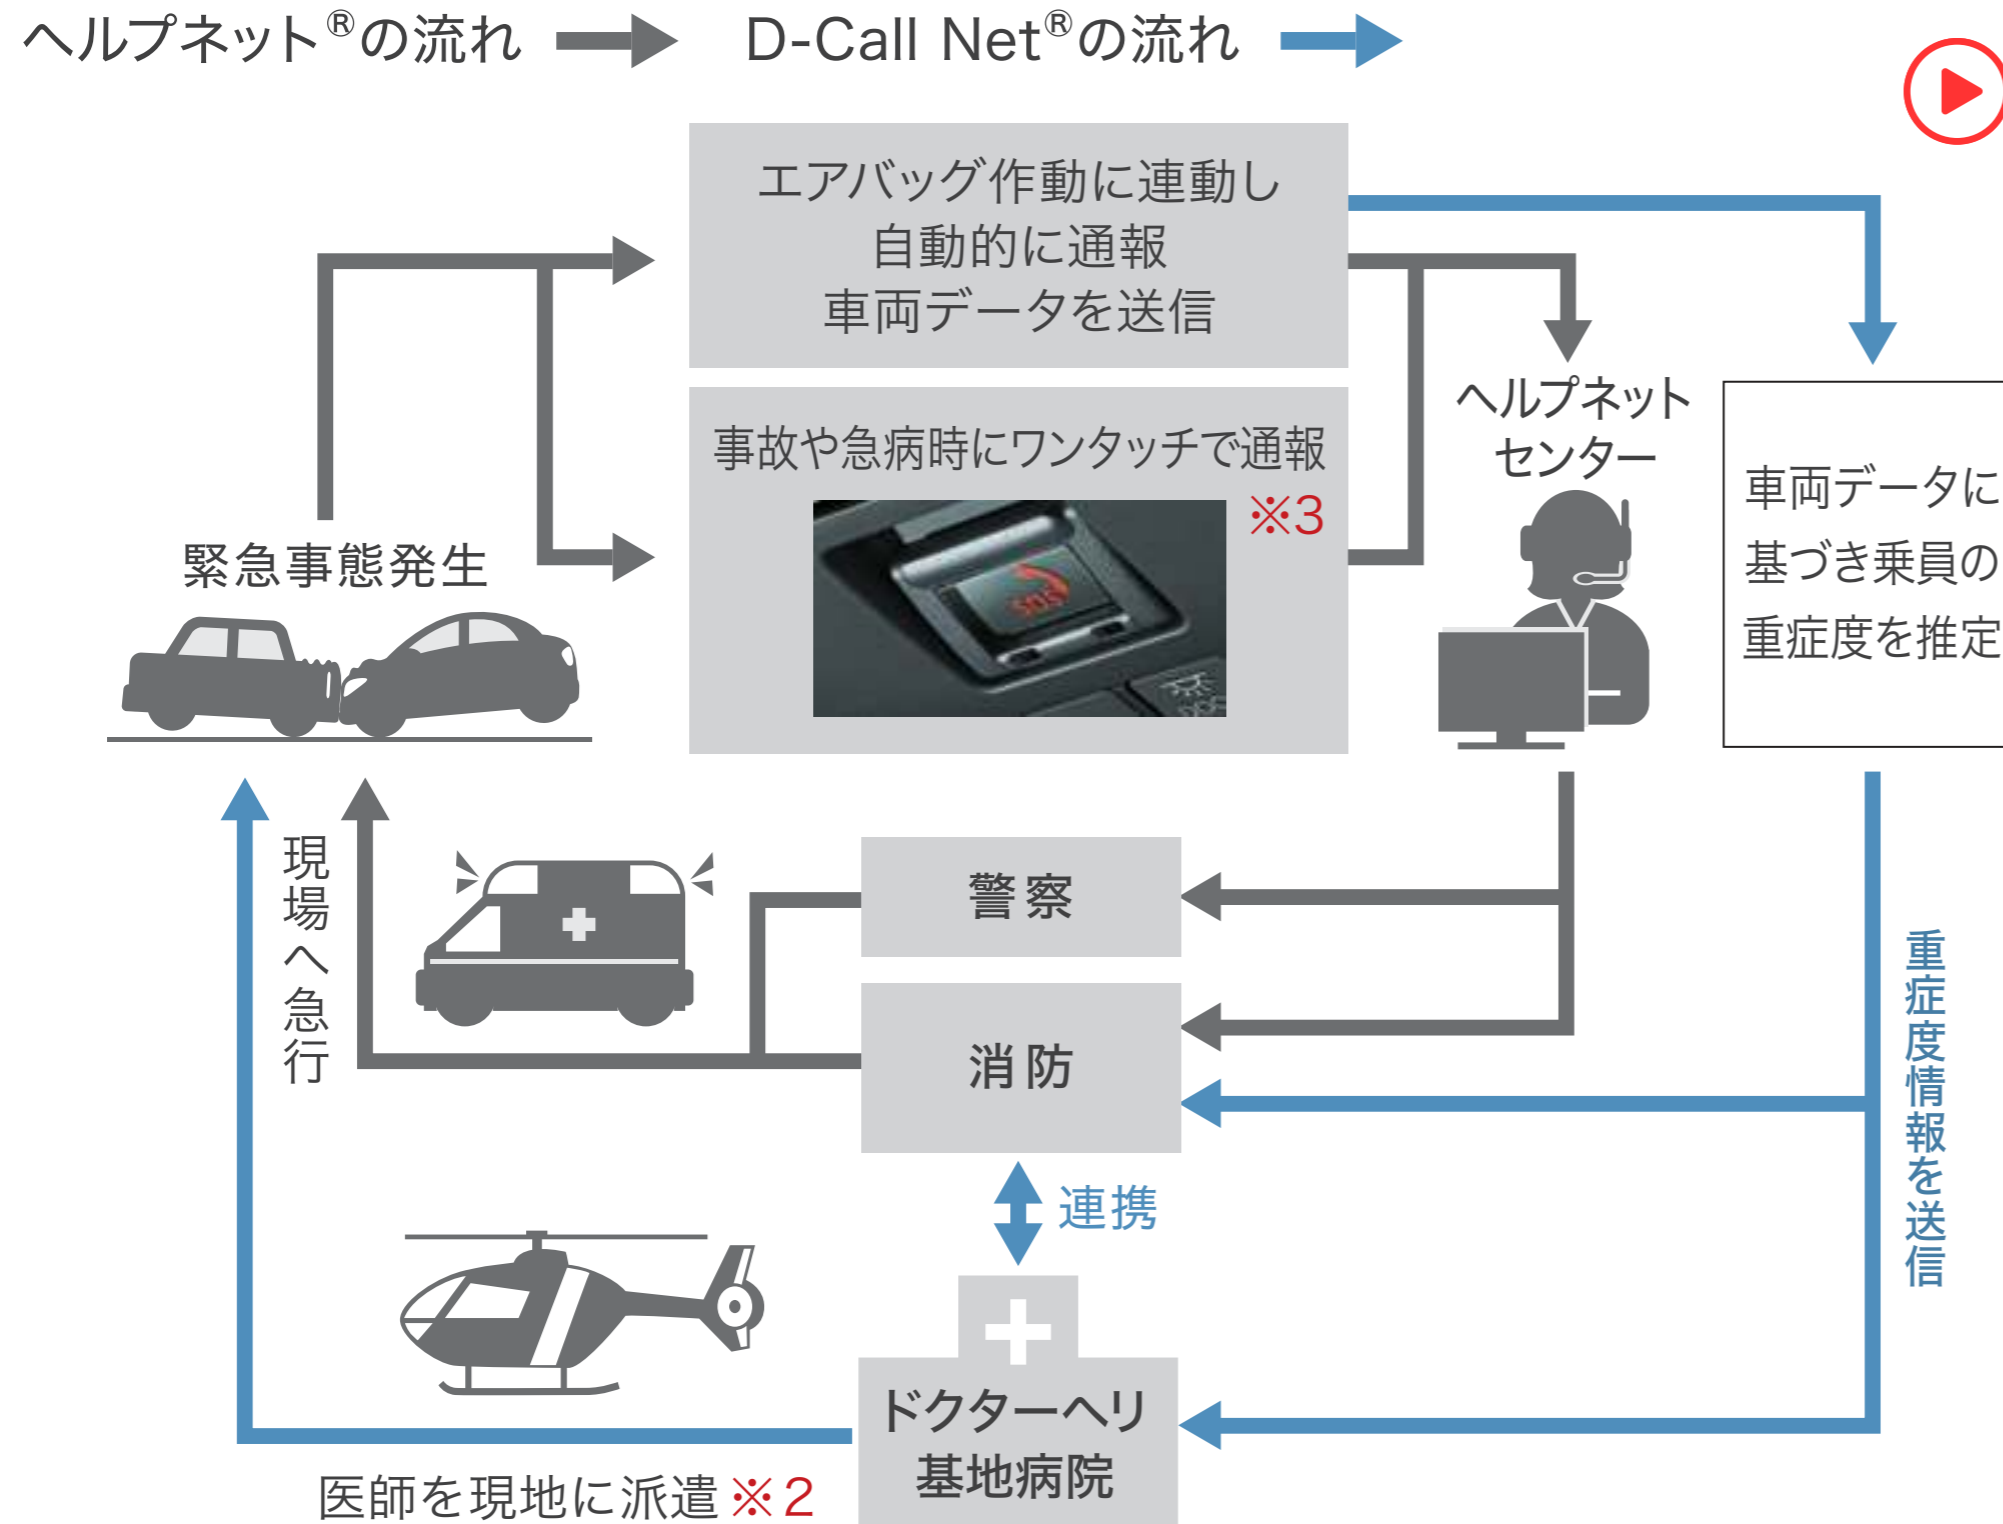 ヘルプネット®の流れ
D-Call Net®の流れ
エアバッグ作動に連動し
自動的に通報
車両データを送信
事故や急病時にワンタッチで通報
※3
SOS
緊急事態発生
ヘルプネット
センター
車両データに
基づき乗員の
重症度を推定
現場へ急行
警察
消防
重症度情報を送信
連携
ドクターヘリ
基地病院
医師を現地に派遣※2